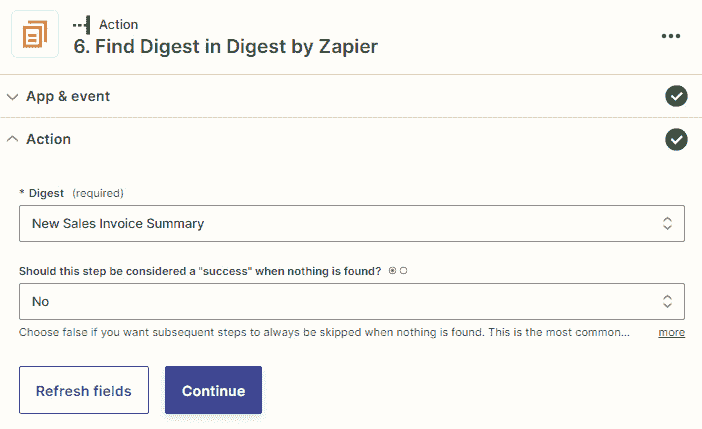 Action
6. Find Digest in Digest by Zapier
App & event
Action
* Digest (required)
New Sales Invoice Summary
Should this step be considered a "success" when nothing is found?
No
Choose false if you want subsequent steps to always be skipped when nothing is found. This is the most common... more
Refresh fields Continue